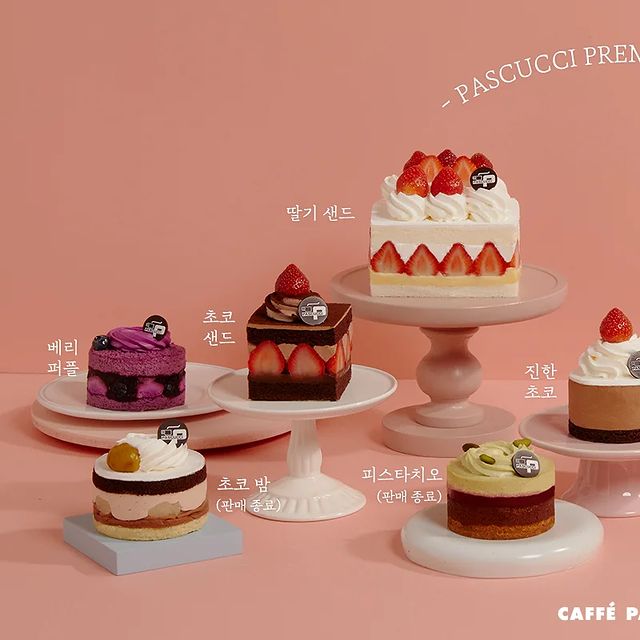 - PASCUCCI PREM
딸기 샌드
초코
샌드
베리
퍼플
진한
초코
초코 밤
(판매 종료)
피스타치오
(판매 종료)
CAFFÉ PA